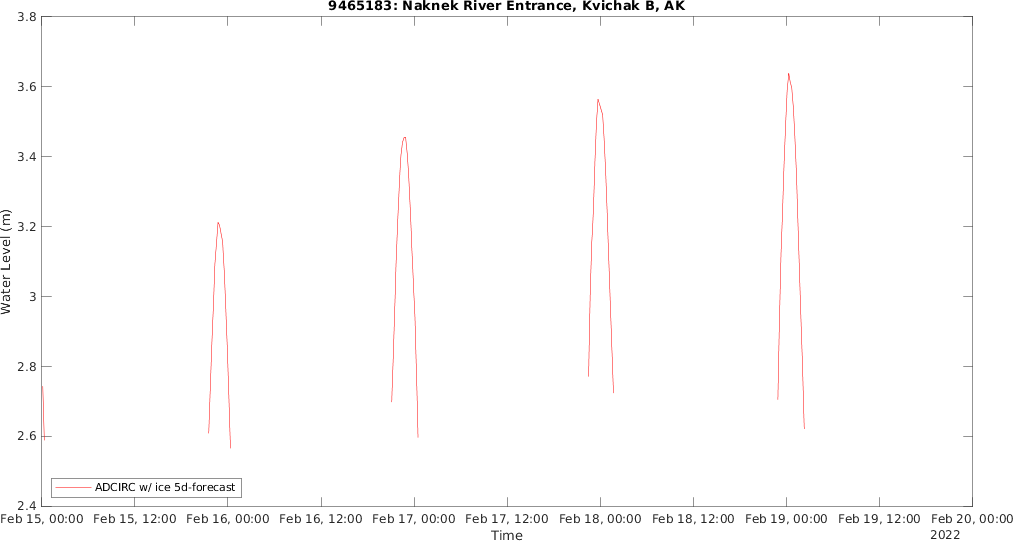 9465183: Naknek River Entrance, Kvichak B, AK
3.8
3.6
3.4
3.2
3
2.8
2.6
2.4
Water Level (m)
ADCIRC w/ ice 5d-forecast
Feb 15, 00:00 Feb 15, 12:00 Feb 16, 00:00 Feb 16, 12:00 Feb 17, 00:00 Feb 17, 12:00 Feb 18, 00:00 Feb 18, 12:00 Feb 19, 00:00 Feb 19, 12:00 Feb 20, 00:00
Time
2022